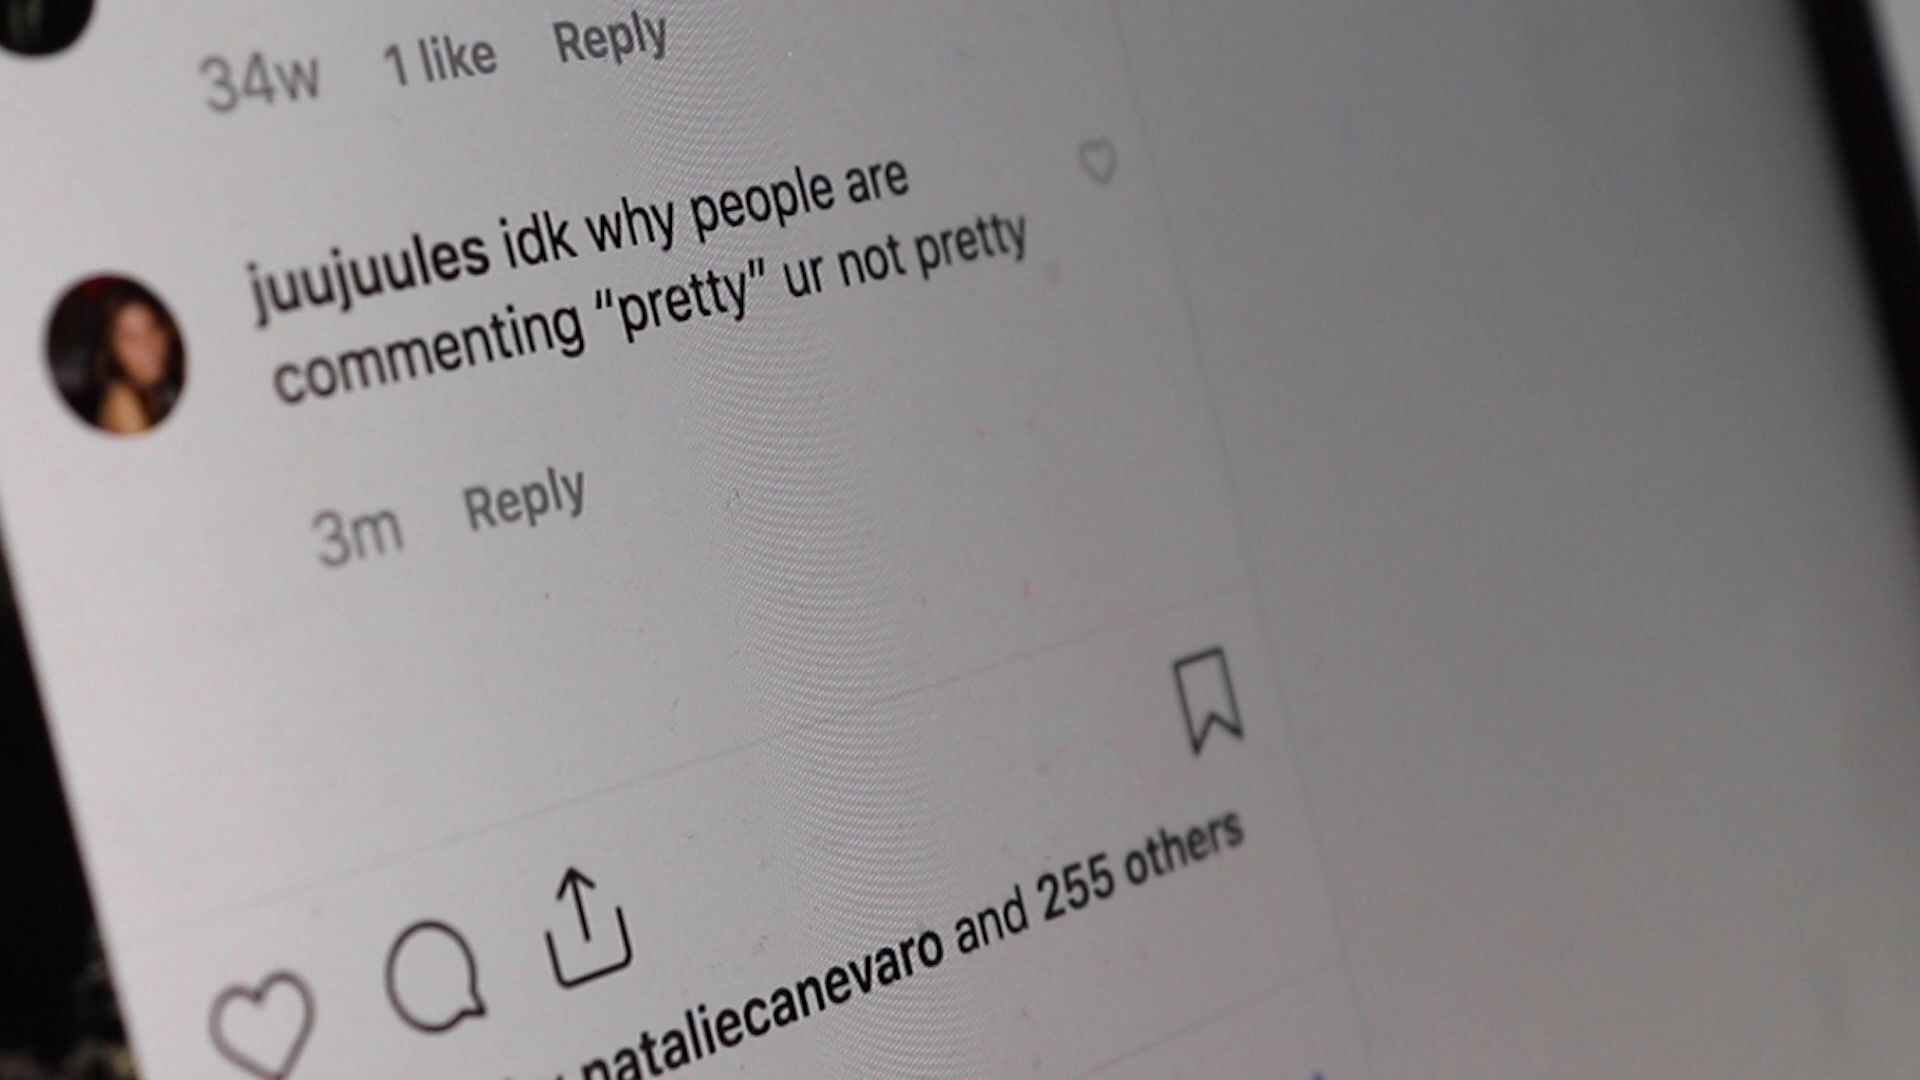 34w 1 like Reply
juujuules idk why people are
commenting “pretty” ur not pretty
3m Reply
nataliecanevaro and 255 others